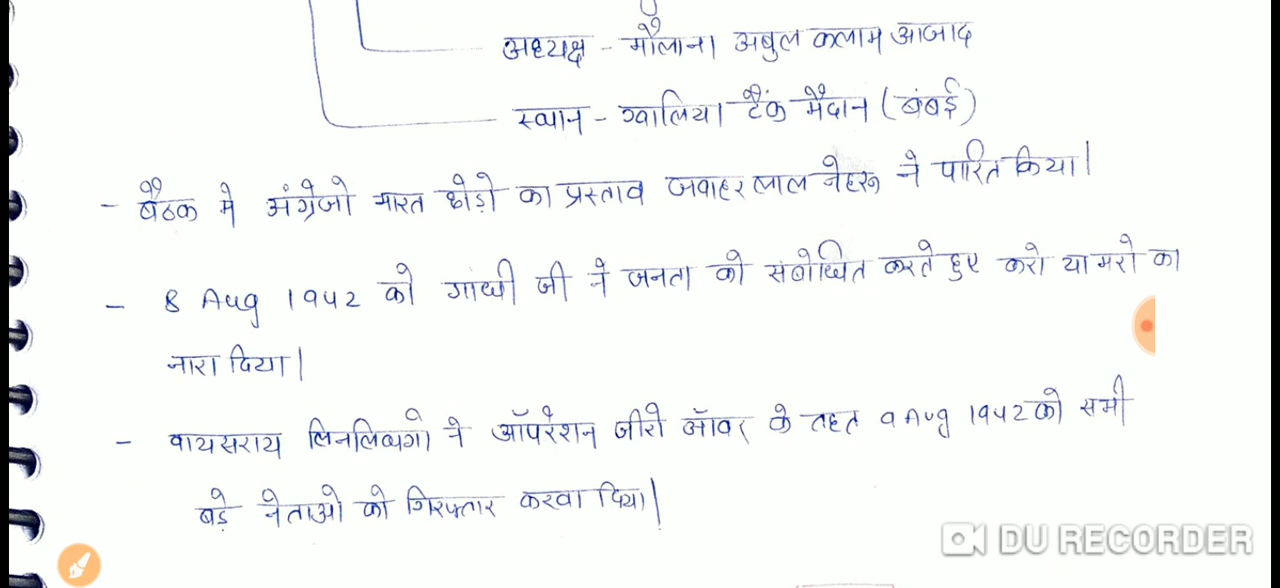 अध्यक्ष - मौलाना अबुल कलाम आजाद
स्थान - ग्वालिया टैंक मैदान (बंबई)
- बैठक मे अंग्रेजो भारत छोड़ो का प्रस्ताव जवाहर लाल नेहरू ने पारित किया।
- 8 Aug 1942 को गांधी जी ने जनता को संबोधित करते हुए करो या मरो का
नारा दिया।
- वायसराय लिनलिथगो ने ऑपरेशन जीरो ऑवर के तहत 9 Aug 1942 को सभी
बड़े नेताओ को गिरफ्तार करवा दिया।
DU RECORDER